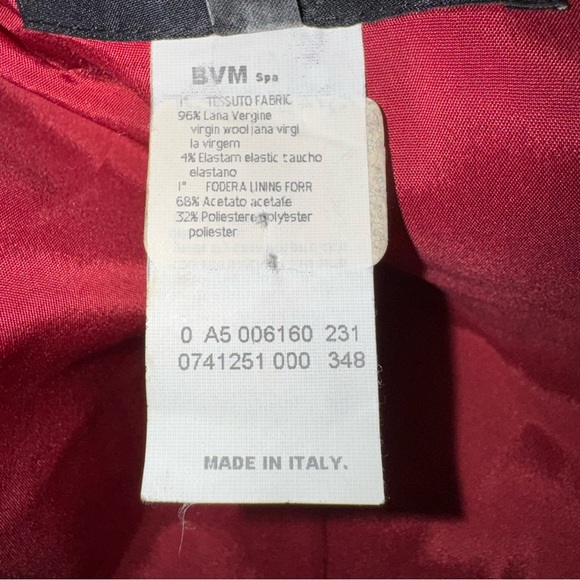 BVM Spa
1° TESSUTO FABRIC
96% Lana Vergine
virgin wool lana virgi
la virgem
4% Elastam elastic caucho
elastano
1° FODERA LINING FORR
68% Acetato acetate
32% Poliestere polyester
poliester
0 A5 006160 231
0741251 000 348
MADE IN ITALY.